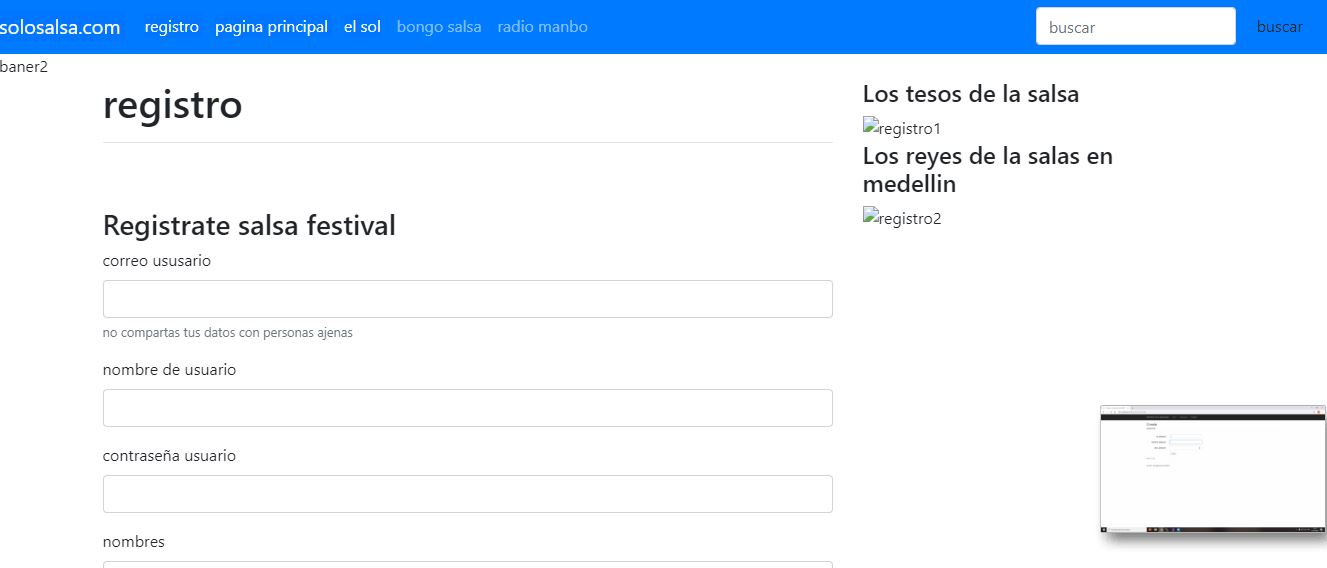 solosalsa.com registro pagina principal el sol bongo salsa radio manbo buscar buscar
baner2
registro
Registrate salsa festival
correo ususario
no compartas tus datos con personas ajenas
nombre de usuario
contraseña usuario
nombres
Los tesos de la salsa
registro1
Los reyes de la salas en
medellin
registro2